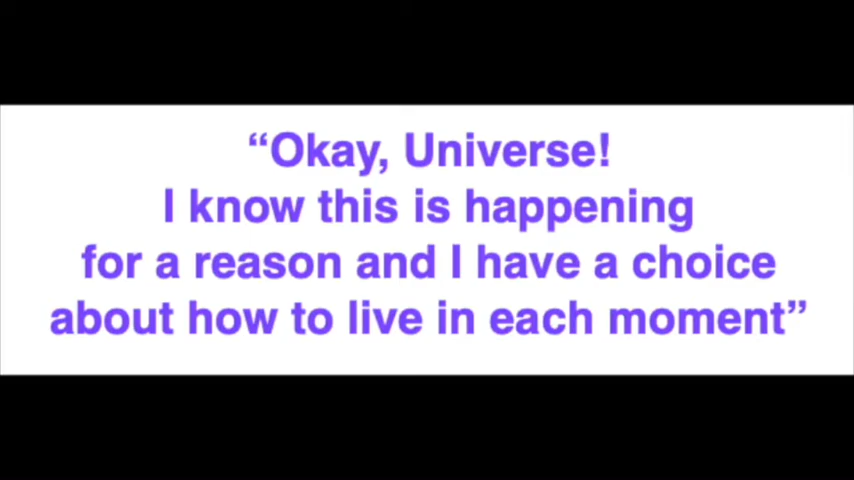 “Okay, Universe!
I know this is happening
for a reason and I have a choice
about how to live in each moment”